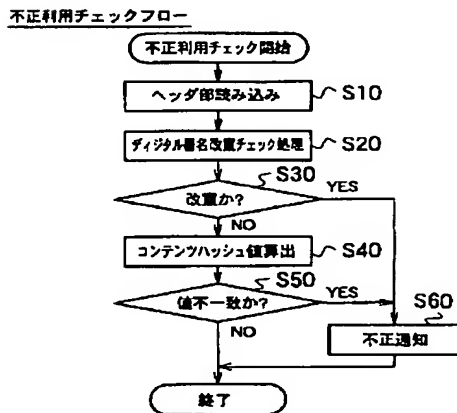 不正利用チェックフロー
不正利用チェック開始
ヘッダ部読み込み
S10
ディジタル署名改竄チェック処理
S20
S30
改竄か?
YES
NO
コンテンツハッシュ値算出
S40
S50
値不一致か?
YES
S60
NO
不正通知
終了